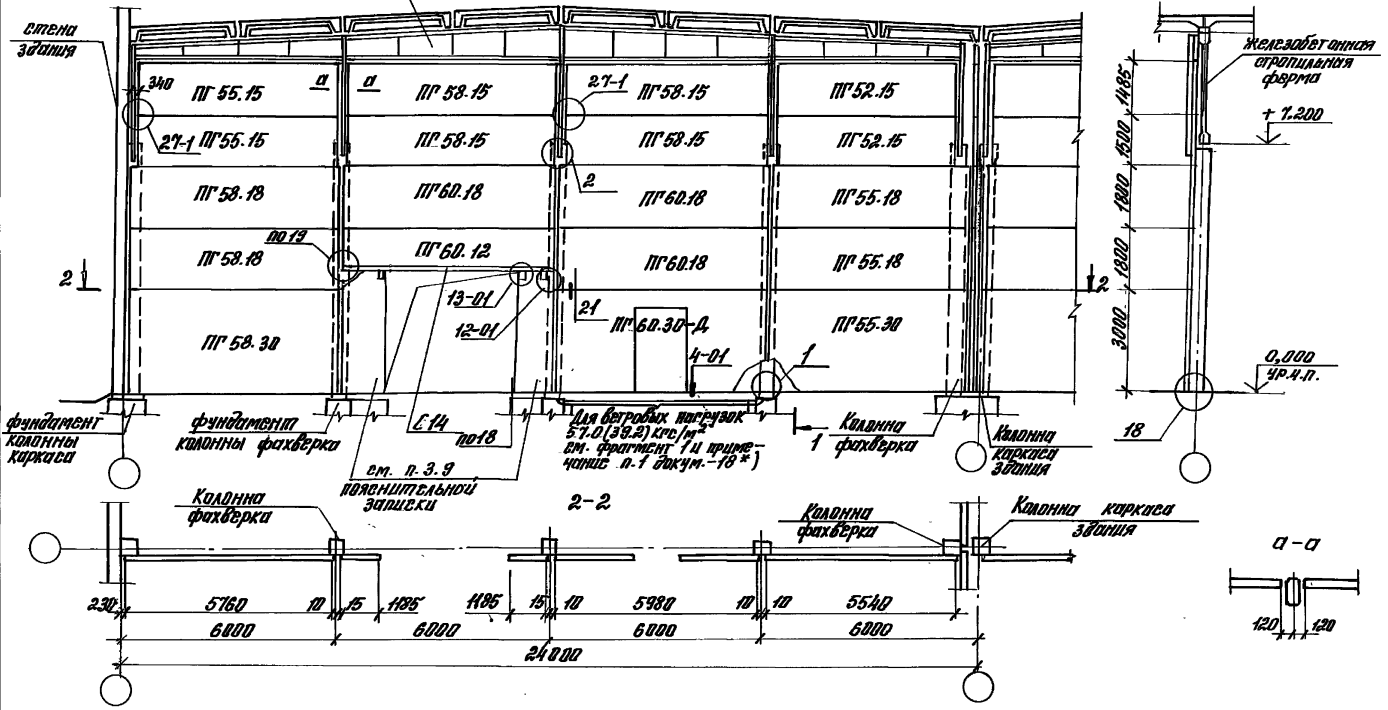 стена
здания
340
а
а
27-1
27-1
2
ПГ 55.15
ПГ 58.15
ПГ 58.15
ПГ 52.15
ПГ 55.15
ПГ 58.15
ПГ 58.15
ПГ 52.15
ПГ 58.18
ПГ 60.18
ПГ 60.18
ПГ 55.18
по 19
ПГ 58.18
ПГ 60.12
ПГ 60.18
ПГ 55.18
2
2
13-01
12-01
21
ПГ 58.30
ПГ 60.30-Д
ПГ 55.30
4-01
1
железобетонная
стропильная
ферма
+ 7.200
1485
1500
1800
1800
3000
0,000
ур.ч.п.
18
фундамент
колонны
каркаса
фундамент
колонны фахверка
С 14
по 18
см. п. 3.9
пояснительной
записки
Для ветровых нагрузок
57.0 (39.2) кгс/м²
см. фрагмент 1 и приме-
чание п. 1 докум.-18*)
1
Колонна
фахверка
Колонна
каркаса
здания
2-2
Колонна
фахверка
Колонна
фахверка
Колонна каркаса
здания
а-а
120
120
230
5760
10
15
1185
1185
15
10
5980
10
10
5540
6000
6000
6000
6000
24000